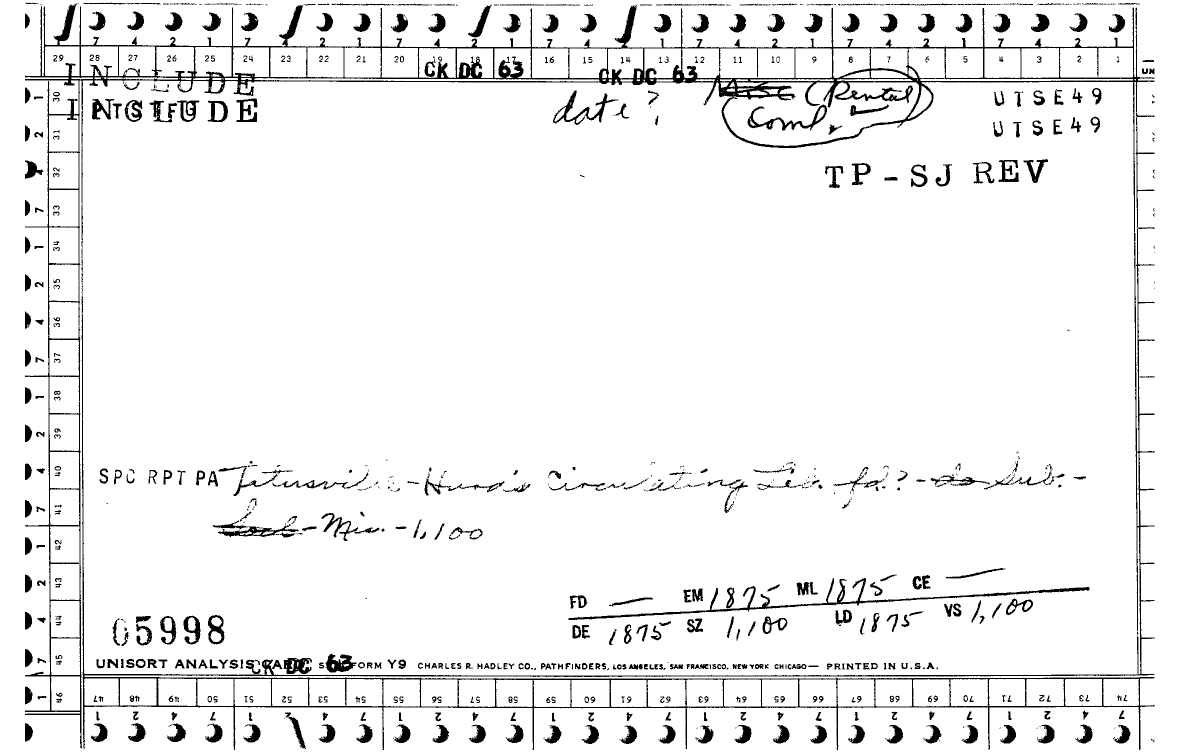 7 4 2 1 7 4 2 1 7 4 2 1 7 4 2 1 7 4 2 1 7 4 2 1 7 4 2 1
29 28 27 26 25 24 23 22 21 20 19 18 17 16 15 14 13 12 11 10 9 8 7 6 5 4 3 2 1
CK DC 63 CK DC 63
INCLUDE
INCLUDE
date? Misc (Rental) UTSE49
Coml. UTSE49
TP-SJ REV
30
31
32
33
34
35
36
37
38
39
40
41
42
43
44
45
46
SPC RPT PA Titusville-Hurd's Circulating Lib. fd? - do Sub. -
Soch - Mis. - 1,100
FD — EM 1875 ML 1875 CE —
DE 1875 SZ 1,100 LD 1875 VS 1,100
05998
UNISORT ANALYSIS CARD FORM Y9 CHARLES R. HADLEY CO., PATHFINDERS, LOS ANGELES, SAN FRANCISCO, NEW YORK CHICAGO— PRINTED IN U.S.A.
CK DC 63
47 48 49 50 51 52 53 54 55 56 57 58 59 60 61 62 63 64 65 66 67 68 69 70 71 72 73 74
1 2 4 7 1 2 4 7 1 2 4 7 1 2 4 7 1 2 4 7 1 2 4 7 1 2 4 7